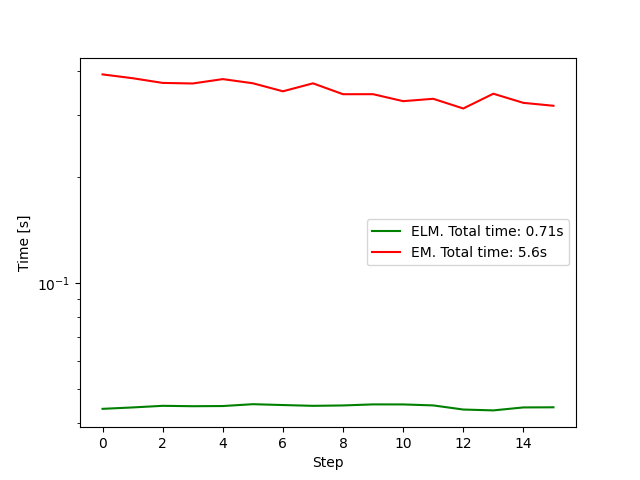 Time [s]
10⁻¹
ELM. Total time: 0.71s
EM. Total time: 5.6s
0 2 4 6 8 10 12 14
Step